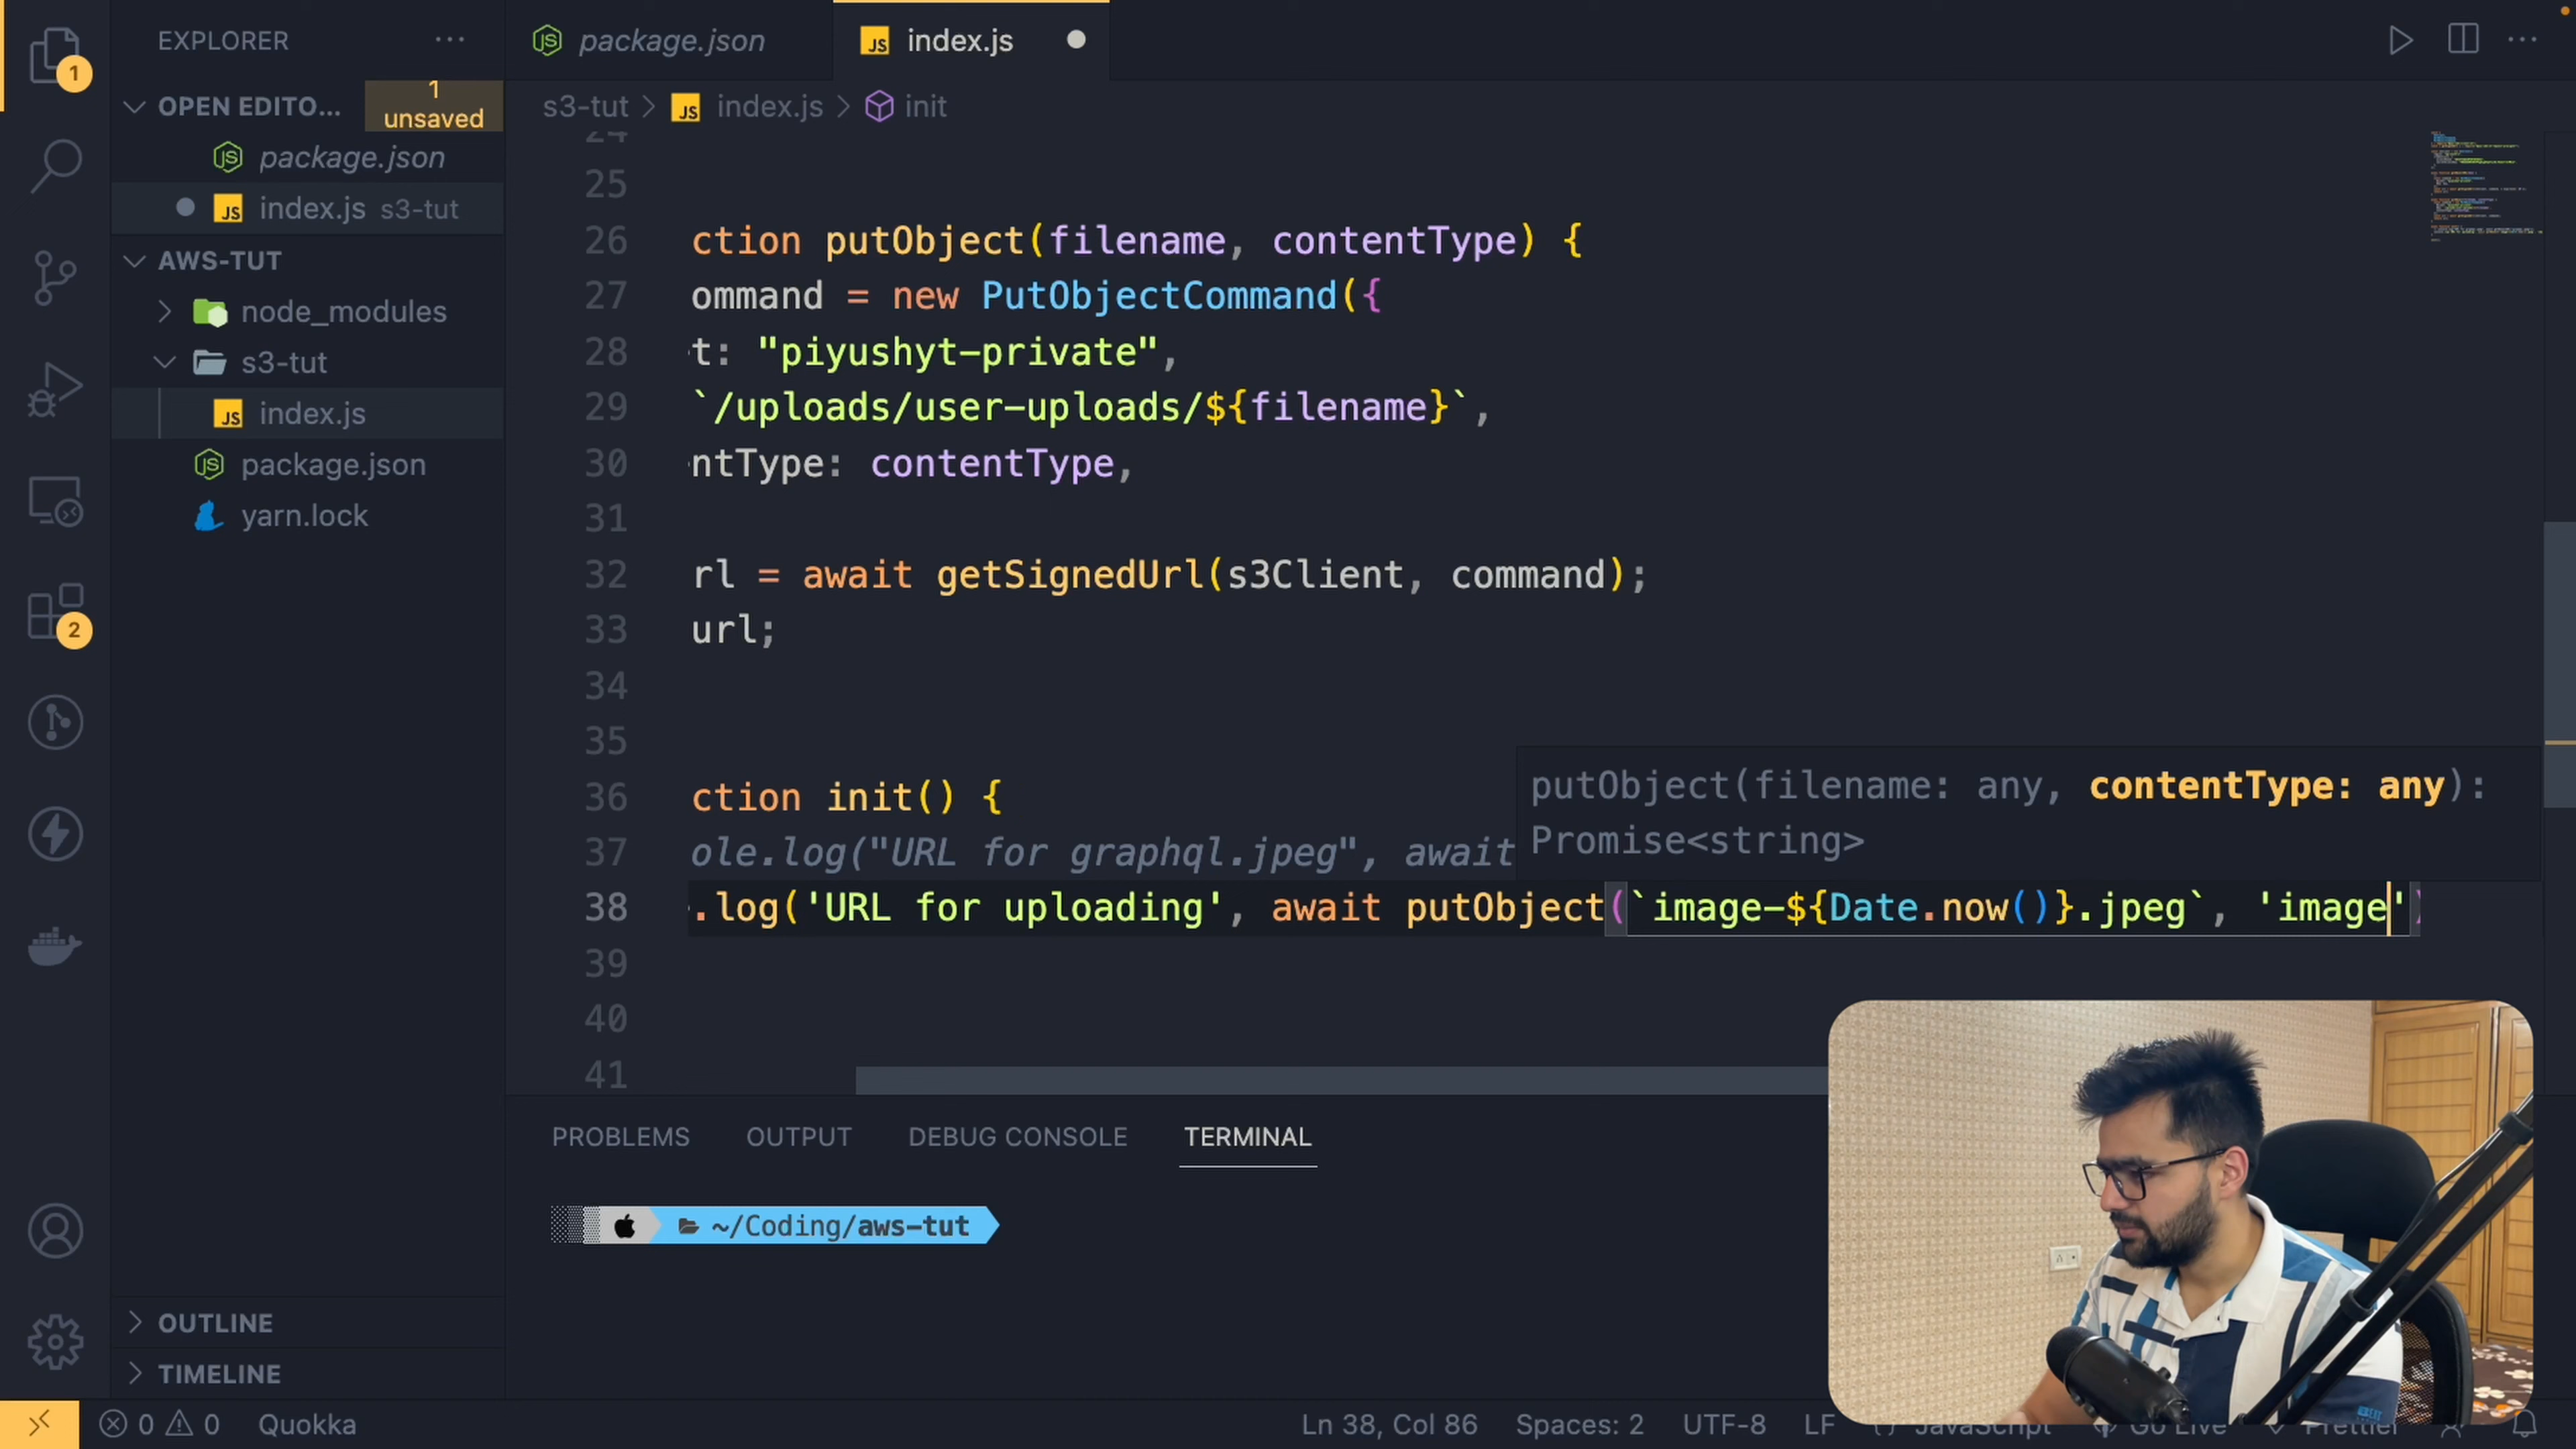 EXPLORER
package.json
index.js
OPEN EDITO...
1 unsaved
package.json
index.js s3-tut
AWS-TUT
node_modules
s3-tut
index.js
package.json
yarn.lock
OUTLINE
TIMELINE
1
2
s3-tut > index.js > init
24
25
26 ction putObject(filename, contentType) {
27 ommand = new PutObjectCommand({
28 t: "piyushyt-private",
29 `/uploads/user-uploads/${filename}`,
30 ntType: contentType,
31
32 rl = await getSignedUrl(s3Client, command);
33 url;
34
35
36 ction init() {
37 ole.log("URL for graphql.jpeg", await
putObject(filename: any, contentType: any):
Promise<string>
38 .log('URL for uploading', await putObject(`image-${Date.now()}.jpeg`, 'image')
39
40
41
PROBLEMS OUTPUT DEBUG CONSOLE TERMINAL
~/Coding/aws-tut
0 0 Quokka Ln 38, Col 86 Spaces: 2 UTF-8 LF {} JavaScript Go Live Prettier